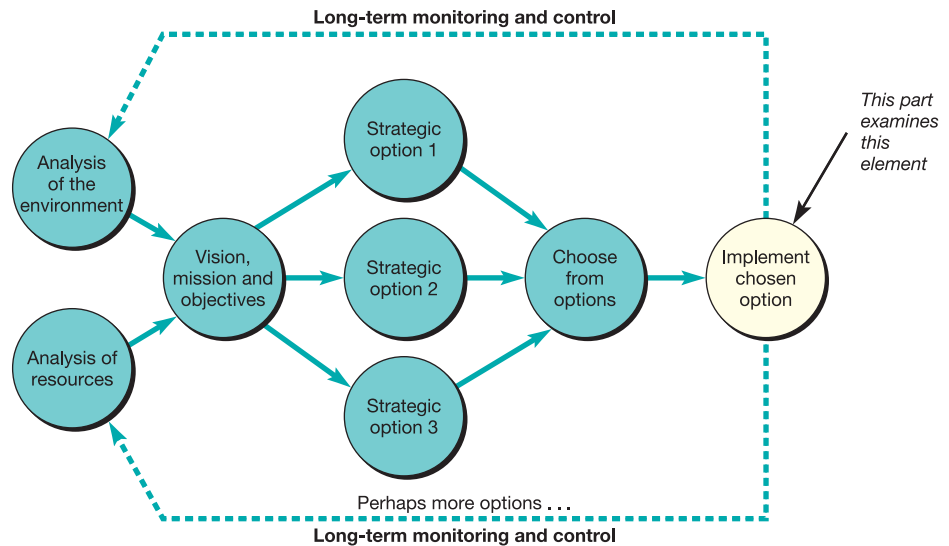 Long-term monitoring and control
This part
examines
this
element
Analysis
of the
environment
Strategic
option 1
Vision,
mission and
objectives
Strategic
option 2
Choose
from
options
Implement
chosen
option
Analysis of
resources
Strategic
option 3
Perhaps more options . . .
Long-term monitoring and control